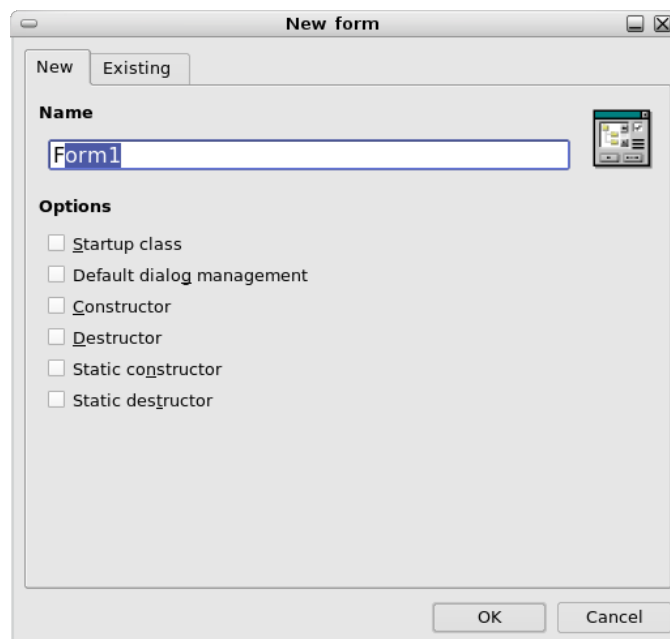 New form
New Existing
Name
Form1
Options
Startup class
Default dialog management
Constructor
Destructor
Static constructor
Static destructor
OK Cancel